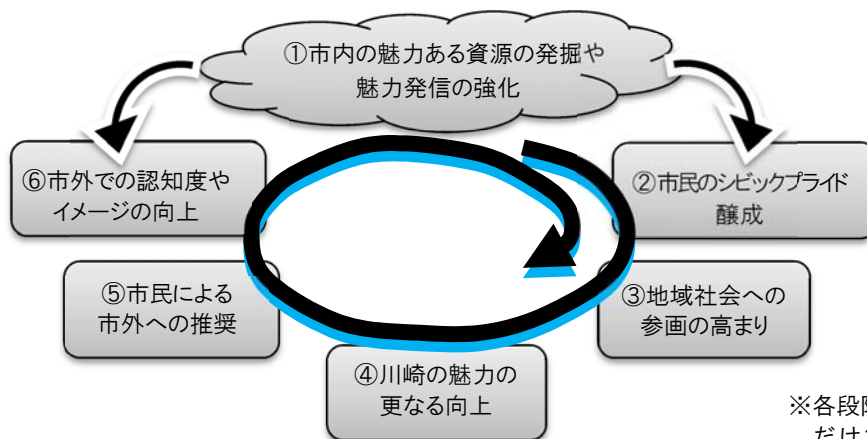 ①市内の魅力ある資源の発掘や
魅力発信の強化
⑥市外での認知度や
イメージの向上
②市民のシビックプライド
醸成
⑤市民による
市外への推奨
③地域社会への
参画の高まり
④川崎の魅力の
更なる向上
※各段
だけ